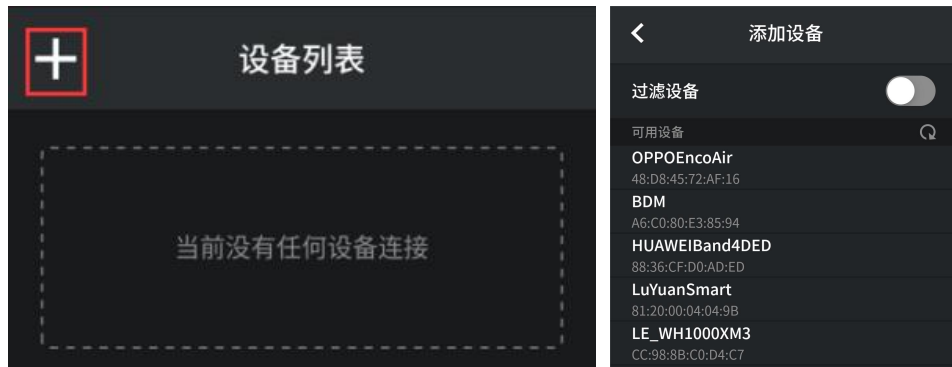 设备列表
当前没有任何设备连接
添加设备
过滤设备
可用设备
OPPOEncoAir
48:D8:45:72:AF:16
BDM
A6:C0:80:E3:85:94
HUAWEIBand4DED
88:36:CF:D0:AD:ED
LuYuanSmart
81:20:00:04:04:9B
LE_WH1000XM3
CC:98:8B:C0:D4:C7